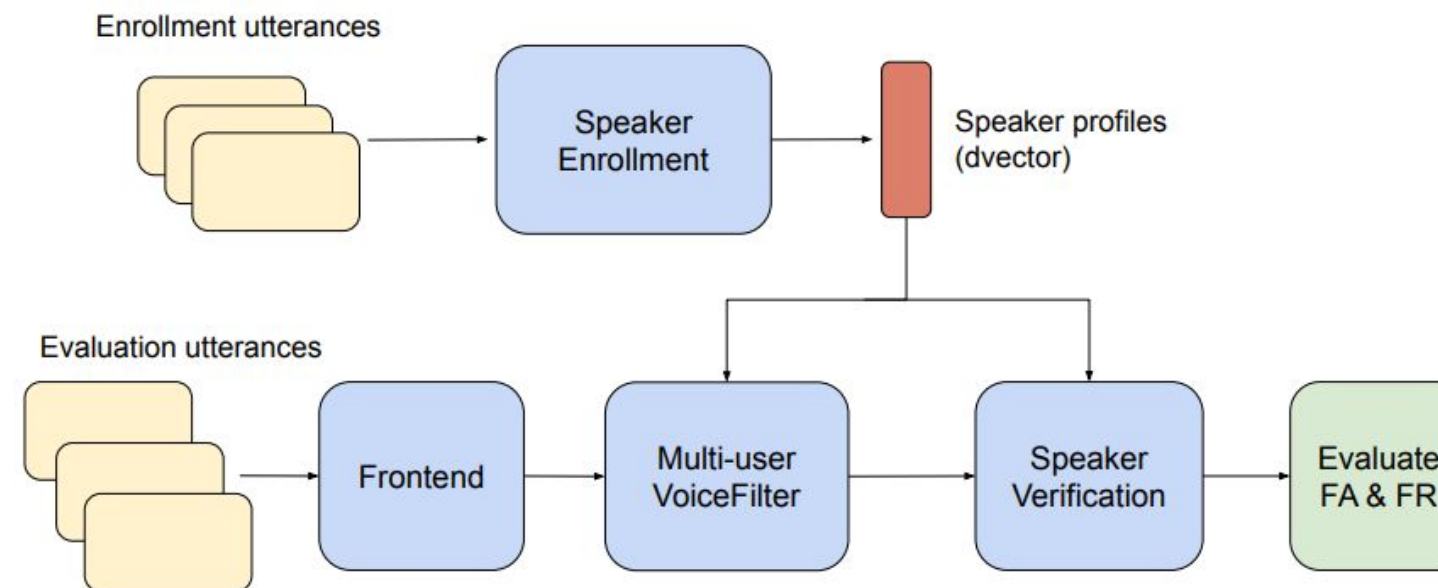 Enrollment utterances
Speaker
Enrollment
Speaker profiles
(dvector)
Evaluation utterances
Frontend
Multi-user
VoiceFilter
Speaker
Verification
Evaluate
FA & FR